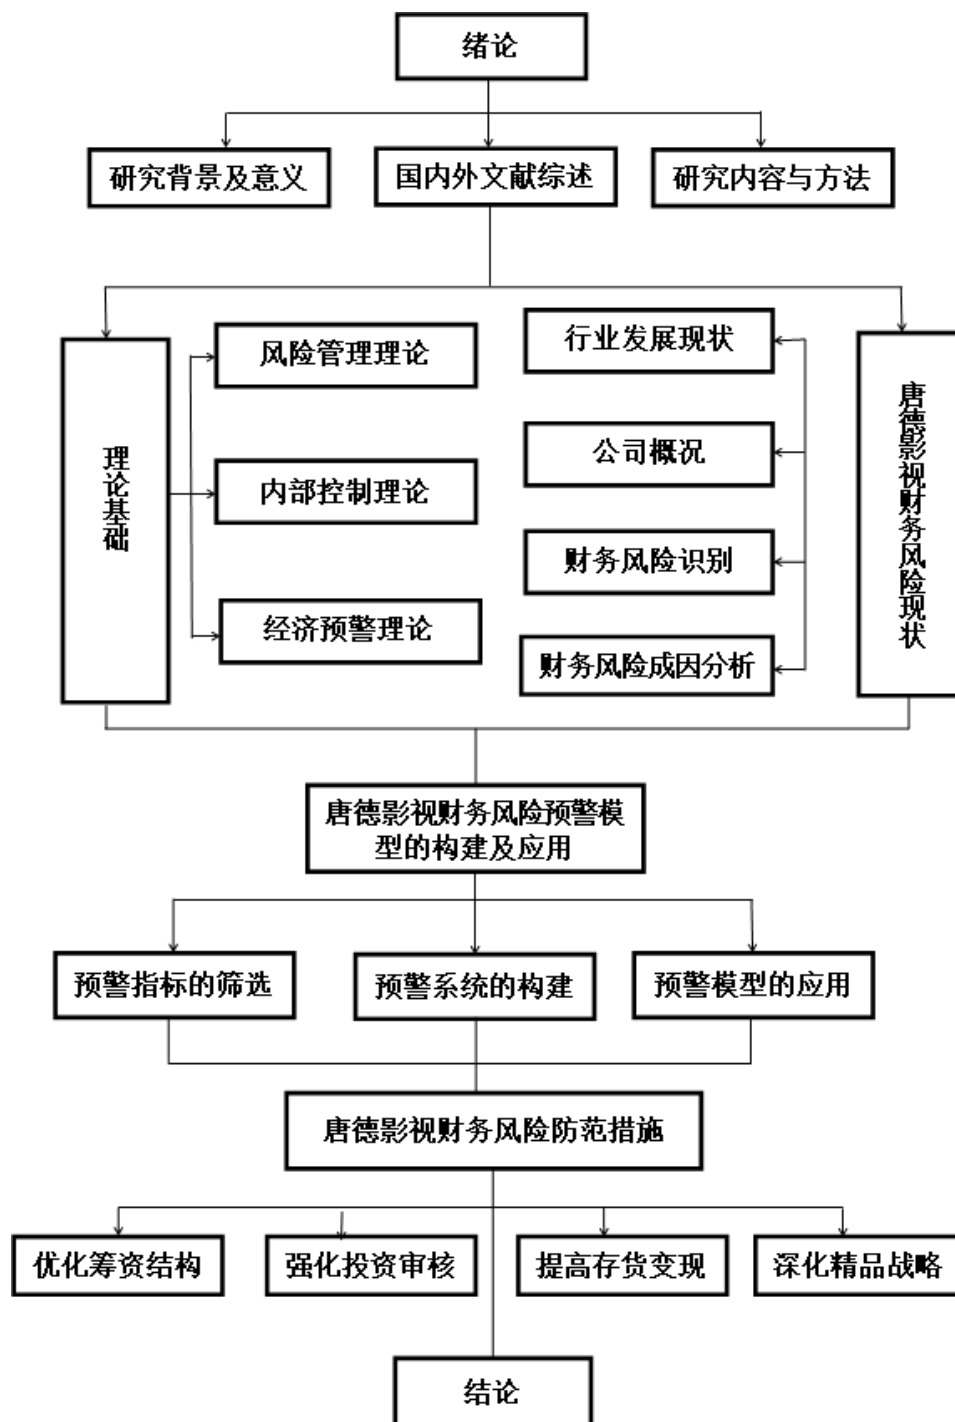 绪论
研究背景及意义
国内外文献综述
研究内容与方法
理论基础
风险管理理论
内部控制理论
经济预警理论
行业发展现状
公司概况
财务风险识别
财务风险成因分析
唐德影视财务风险现状
唐德影视财务风险预警模
型的构建及应用
预警指标的筛选
预警系统的构建
预警模型的应用
唐德影视财务风险防范措施
优化筹资结构
强化投资审核
提高存货变现
深化精品战略
结论